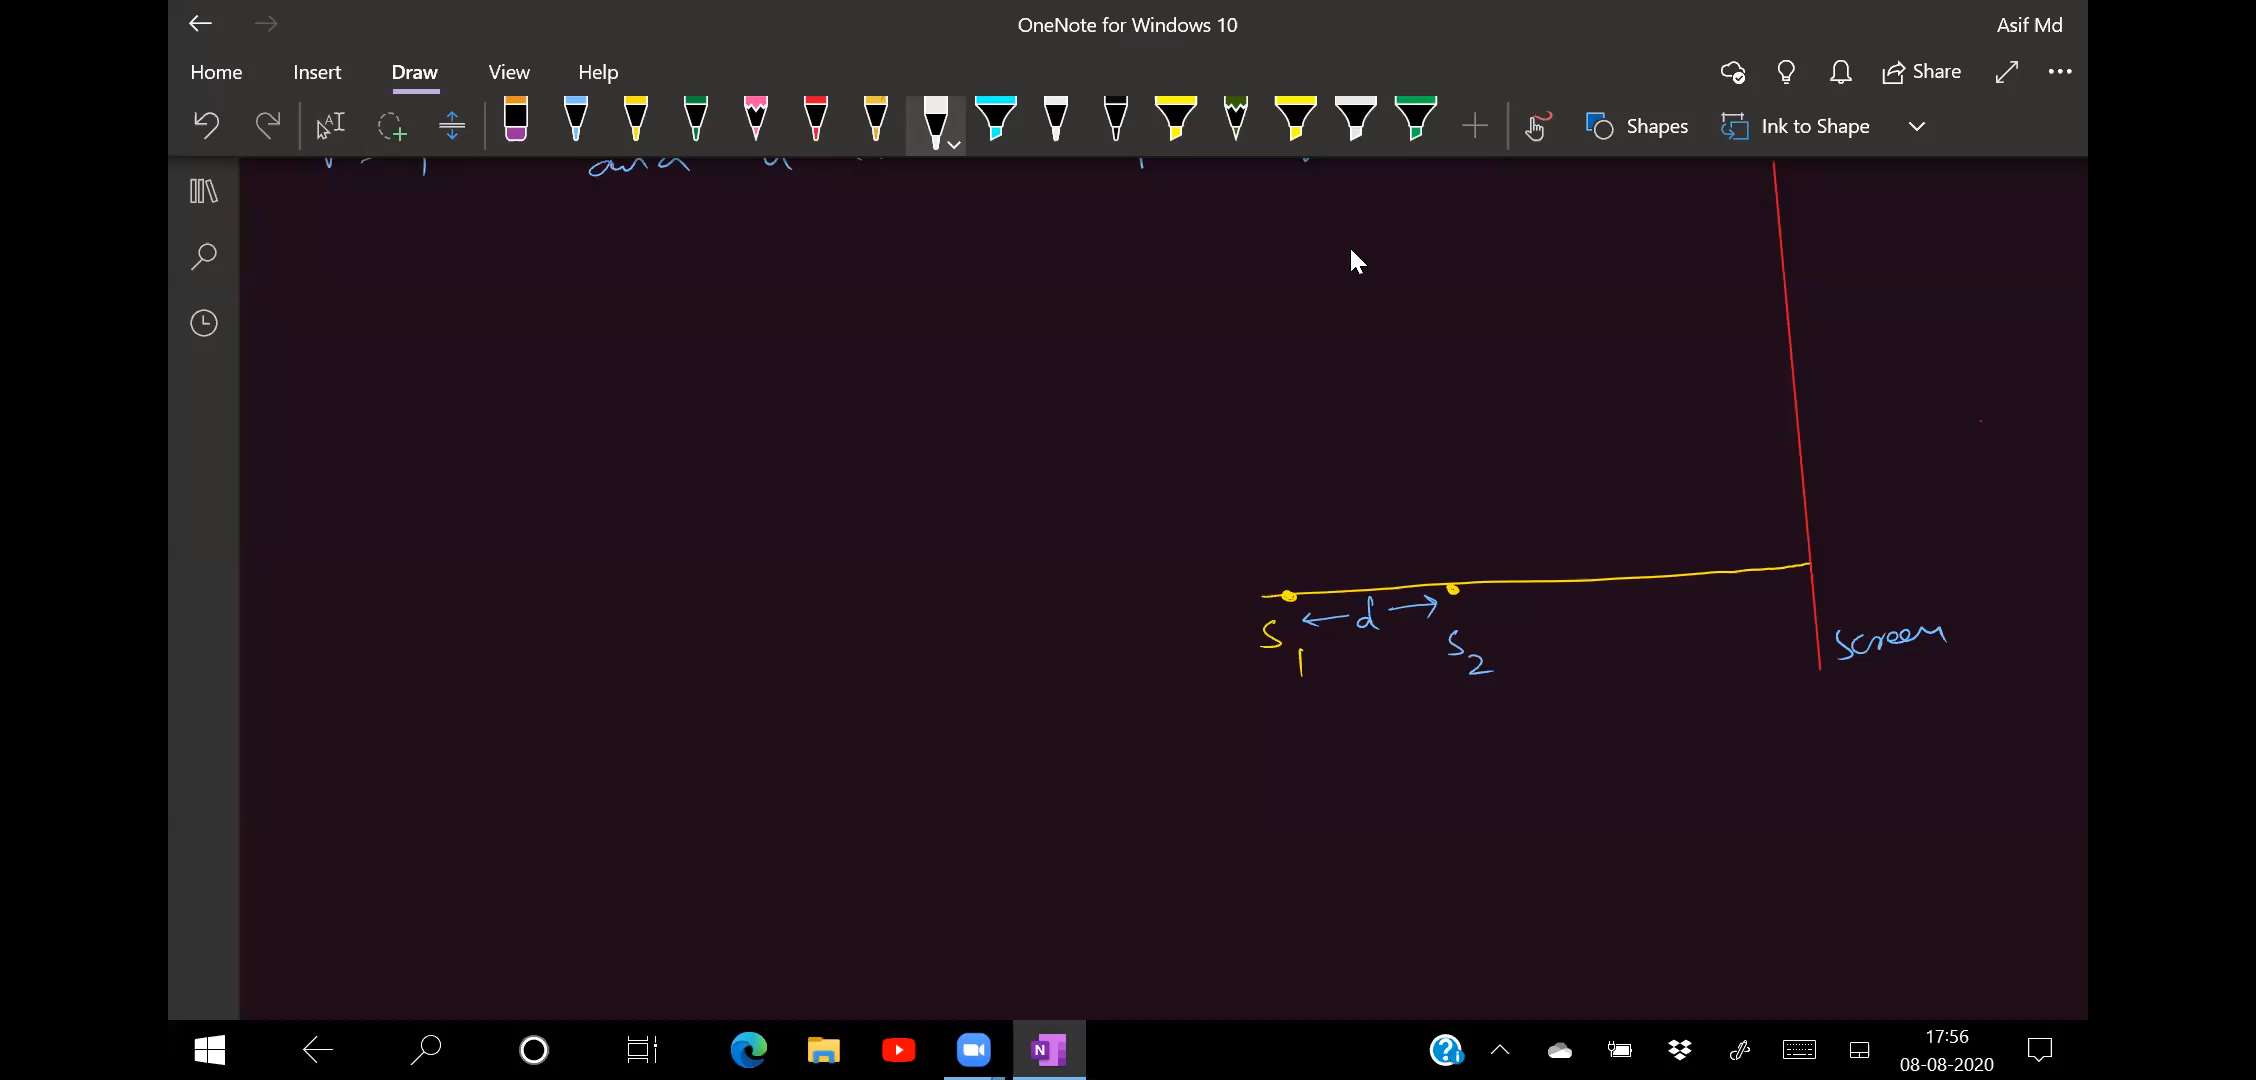 OneNote for Windows 10 Asif Md
Home Insert Draw View Help Share
Shapes Ink to Shape
and
d
S1
S2
Screen
17:56
08-08-2020